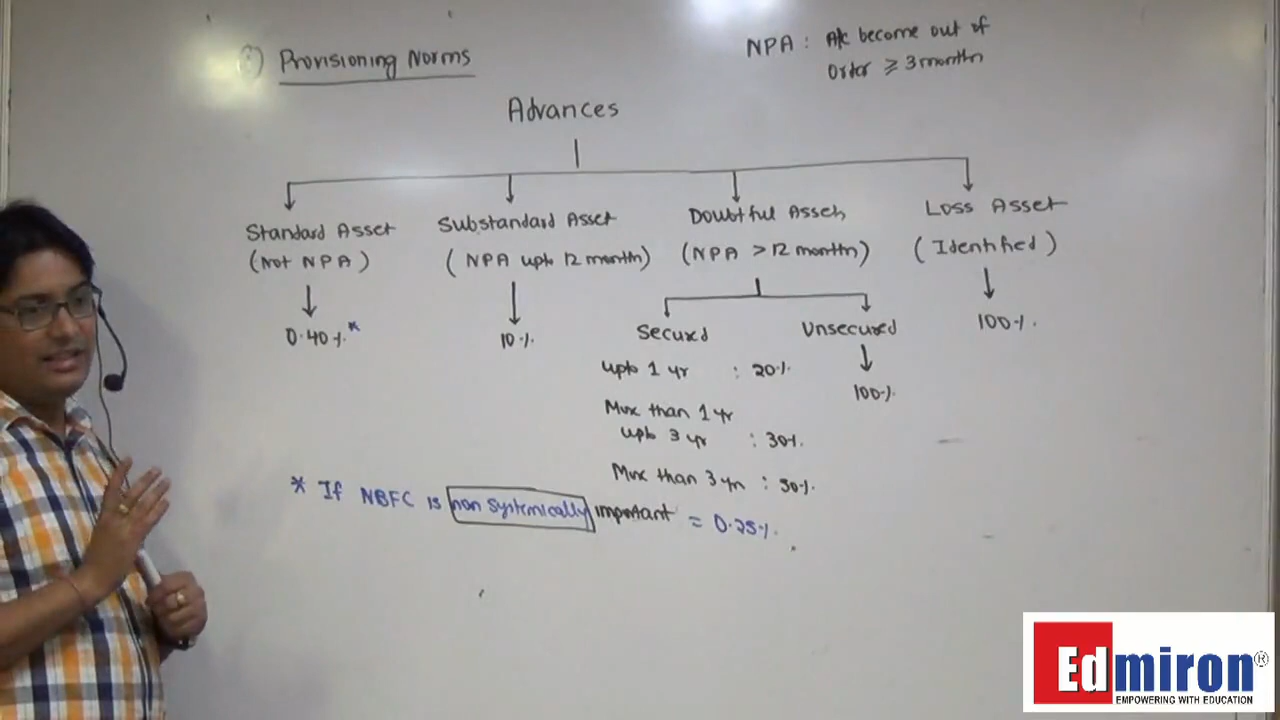 i) Provisioning Norms
NPA : A/c become out of
Order ≥ 3 months
Advances
Standard Asset
(Not NPA)
0.40%*
Substandard Asset
(NPA upto 12 months)
10%
Doubtful Assets
(NPA > 12 months)
Secured
upto 1 yr : 20%
More than 1 yr
upto 3 yr : 30%
More than 3 yrs : 50%
Unsecured
100%
Loss Asset
(Identified)
100%
* If NBFC is non systemically important = 0.25%.
Edmiron®
EMPOWERING WITH EDUCATION